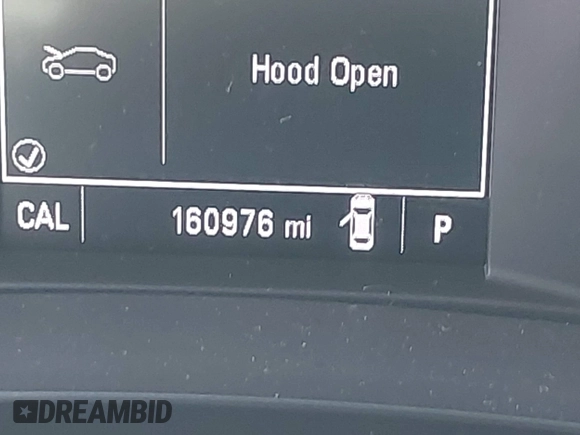 Hood Open
CAL 160976 mi P
DREAMBID